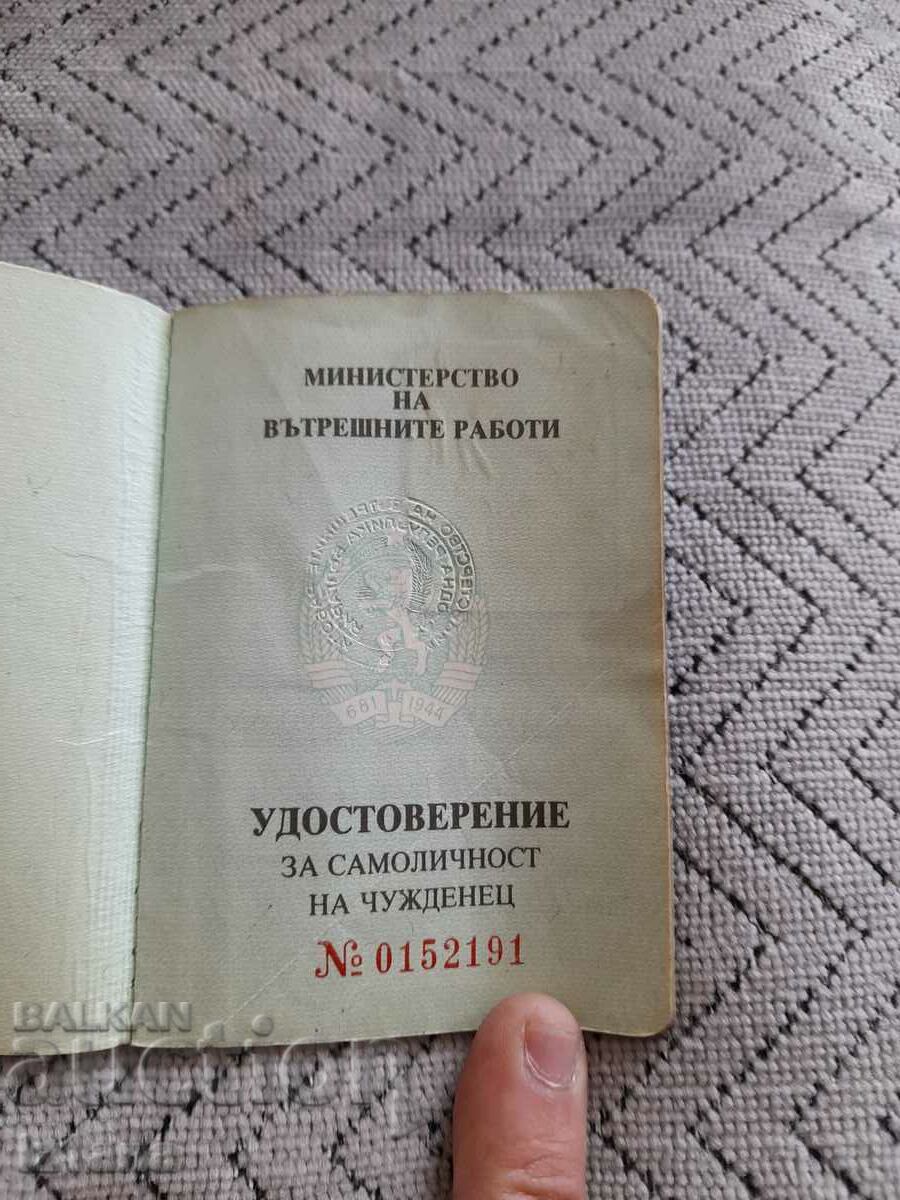 МИНИСТЕРСТВО
НА
ВЪТРЕШНИТЕ РАБОТИ
681 1944
УДОСТОВЕРЕНИЕ
ЗА САМОЛИЧНОСТ
НА ЧУЖДЕНЕЦ
№ 0152191
BALKAN
auction